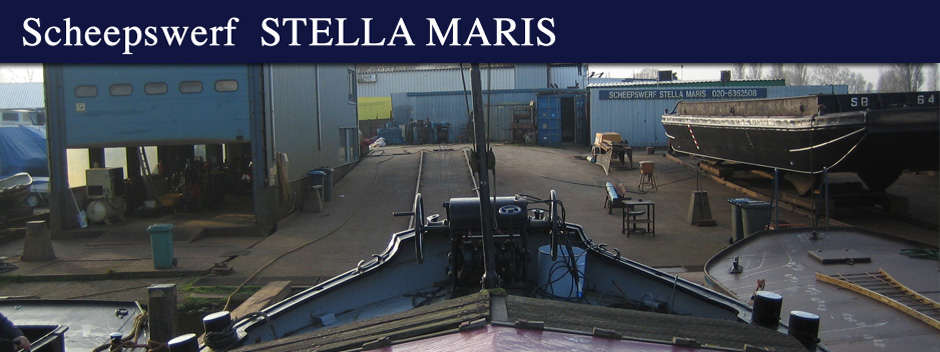 Scheepswerf STELLA MARIS
SCHEEPSWERF STELLA MARIS 020-6362508
SB 64